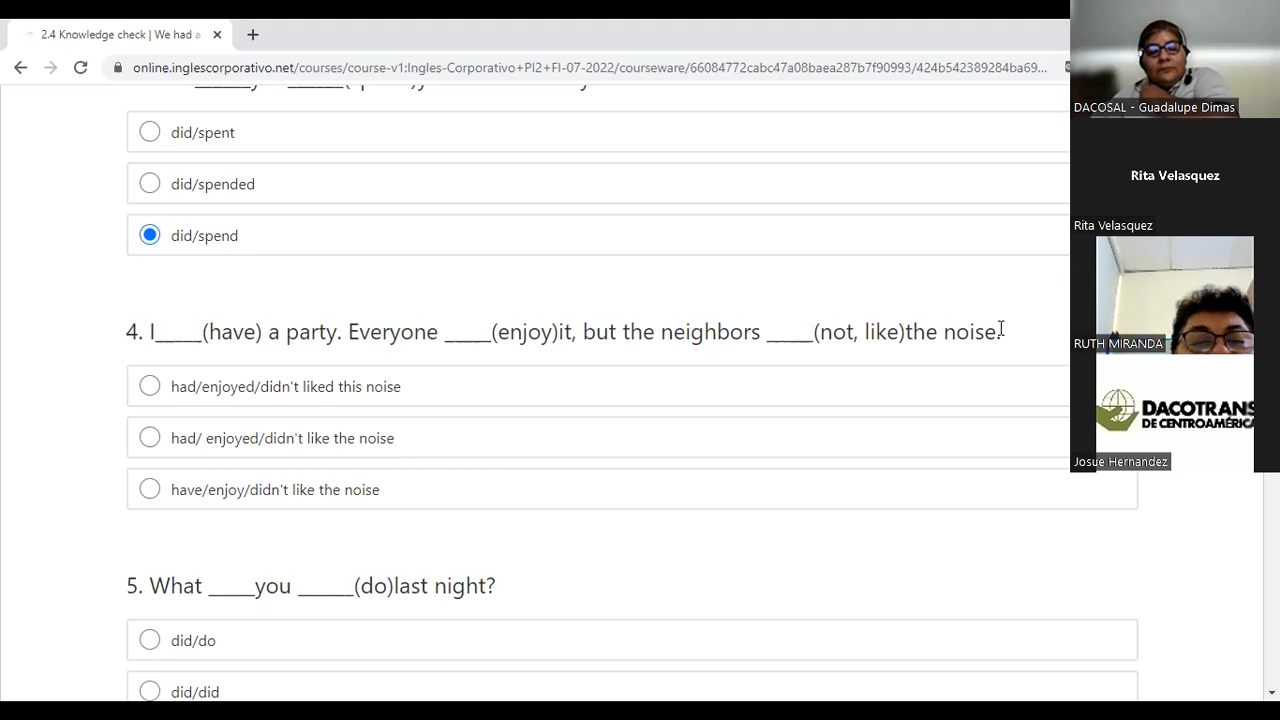 2.4 Knowledge check | We had a
online.inglescorporativo.net/courses/course-v1:Ingles-Corporativo+PI2+FI-07-2022/courseware/66084772cabc47a08baea287b7f90993/424b542389284ba69...
did/spent
did/spended
did/spend
4. I_____(have) a party. Everyone _____(enjoy)it, but the neighbors _____(not, like)the noise.
had/enjoyed/didn't liked this noise
had/ enjoyed/didn't like the noise
have/enjoy/didn't like the noise
5. What _____you ______(do)last night?
did/do
did/did
DACOSAL - Guadalupe Dimas
Rita Velasquez
Rita Velasquez
RUTH MIRANDA
DACOTRANS
DE CENTROAMÉRICA
Josue Hernandez